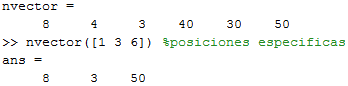 nvector =
8 4 3 40 30 50
>> nvector([1 3 6]) %posiciones especificas
ans =
8 3 50